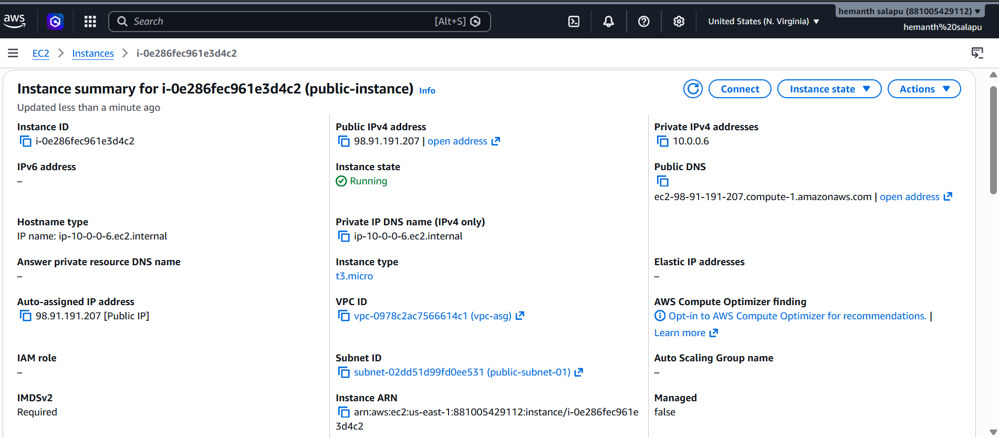 aws
Search
[Alt+S]
United States (N. Virginia)
hemanth salapu (881005429112)
hemanth%20salapu
EC2
Instances
i-0e286fec961e3d4c2
Instance summary for i-0e286fec961e3d4c2 (public-instance) Info
Updated less than a minute ago
Connect
Instance state
Actions
Instance ID
i-0e286fec961e3d4c2
Public IPv4 address
98.91.191.207 | open address
Private IPv4 addresses
10.0.0.6
IPv6 address
–
Instance state
Running
Public DNS
ec2-98-91-191-207.compute-1.amazonaws.com | open address
Hostname type
IP name: ip-10-0-0-6.ec2.internal
Private IP DNS name (IPv4 only)
ip-10-0-0-6.ec2.internal
Answer private resource DNS name
–
Instance type
t3.micro
Elastic IP addresses
–
Auto-assigned IP address
98.91.191.207 [Public IP]
VPC ID
vpc-0978c2ac7566614c1 (vpc-asg)
AWS Compute Optimizer finding
Opt-in to AWS Compute Optimizer for recommendations. |
Learn more
IAM role
–
Subnet ID
subnet-02dd51d99fd0ee531 (public-subnet-01)
Auto Scaling Group name
–
IMDSv2
Required
Instance ARN
arn:aws:ec2:us-east-1:881005429112:instance/i-0e286fec961e
3d4c2
Managed
false